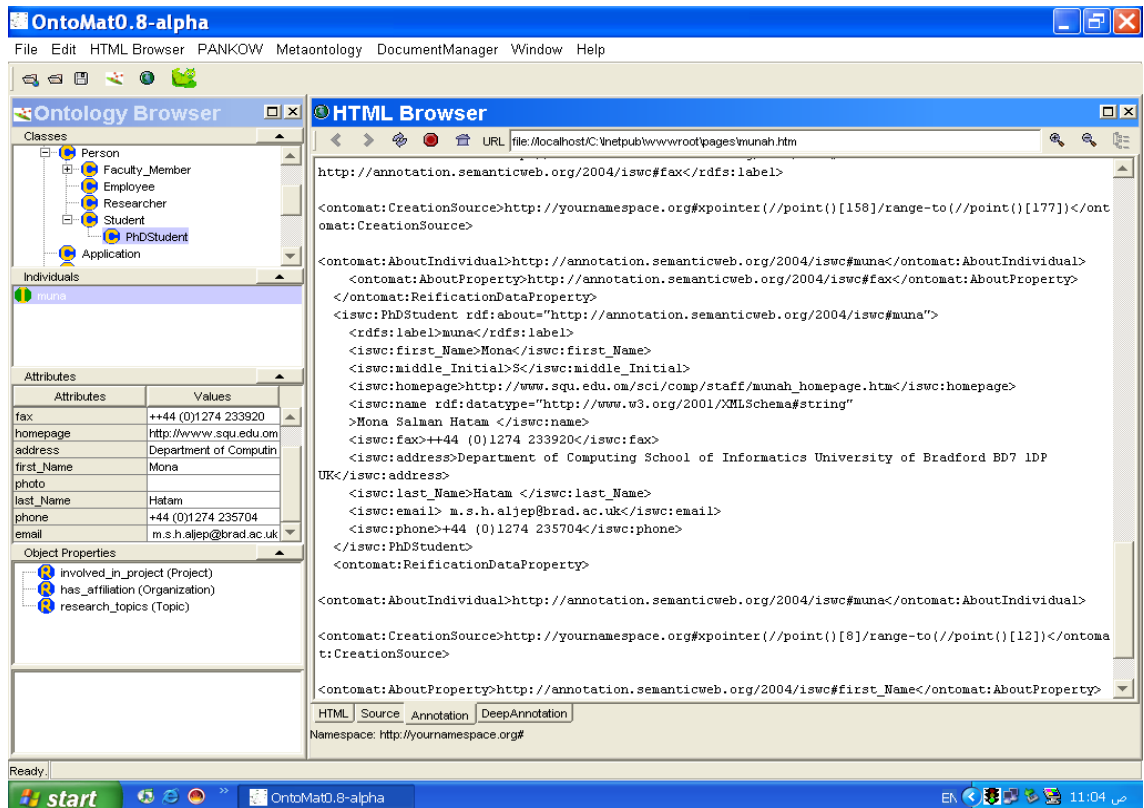 OntoMat0.8-alpha
File Edit HTML Browser PANKOW Metaontology DocumentManager Window Help
Ontology Browser
Classes
Person
Faculty_Member
Employee
Researcher
Student
PhDStudent
Application
Individuals
muna
Attributes
Attributes Values
fax ++44 (0)1274 233920
homepage http://www.squ.edu.om
address Department of Computin
first_Name Mona
photo
last_Name Hatam
phone +44 (0)1274 235704
email m.s.h.aljep@brad.ac.uk
Object Properties
involved_in_project (Project)
has_affiliation (Organization)
research_topics (Topic)
HTML Browser
URL file://localhost/C:\Inetpub\wwwroot\pages\munah.htm
http://annotation.semanticweb.org/2004/iswc#fax</rdfs:label>
<ontomat:CreationSource>http://yournamespace.org#xpointer(//point()[158]/range-to(//point()[177])</ont
omat:CreationSource>
<ontomat:AboutIndividual>http://annotation.semanticweb.org/2004/iswc#muna</ontomat:AboutIndividual>
<ontomat:AboutProperty>http://annotation.semanticweb.org/2004/iswc#fax</ontomat:AboutProperty>
</ontomat:ReificationDataProperty>
<iswc:PhDStudent rdf:about="http://annotation.semanticweb.org/2004/iswc#muna">
<rdfs:label>muna</rdfs:label>
<iswc:first_Name>Mona</iswc:first_Name>
<iswc:middle_Initial>S</iswc:middle_Initial>
<iswc:homepage>http://www.squ.edu.om/sci/comp/staff/munah_homepage.htm</iswc:homepage>
<iswc:name rdf:datatype="http://www.w3.org/2001/XMLSchema#string"
>Mona Salman Hatam </iswc:name>
<iswc:fax>++44 (0)1274 233920</iswc:fax>
<iswc:address>Department of Computing School of Informatics University of Bradford BD7 1DP
UK</iswc:address>
<iswc:last_Name>Hatam </iswc:last_Name>
<iswc:email> m.s.h.aljep@brad.ac.uk</iswc:email>
<iswc:phone>+44 (0)1274 235704</iswc:phone>
</iswc:PhDStudent>
<ontomat:ReificationDataProperty>
<ontomat:AboutIndividual>http://annotation.semanticweb.org/2004/iswc#muna</ontomat:AboutIndividual>
<ontomat:CreationSource>http://yournamespace.org#xpointer(//point()[8]/range-to(//point()[12])</ontoma
t:CreationSource>
<ontomat:AboutProperty>http://annotation.semanticweb.org/2004/iswc#first_Name</ontomat:AboutProperty>
HTML Source Annotation DeepAnnotation
Namespace: http://yournamespace.org#
Ready.
start OntoMat0.8-alpha EN 11:04 ص